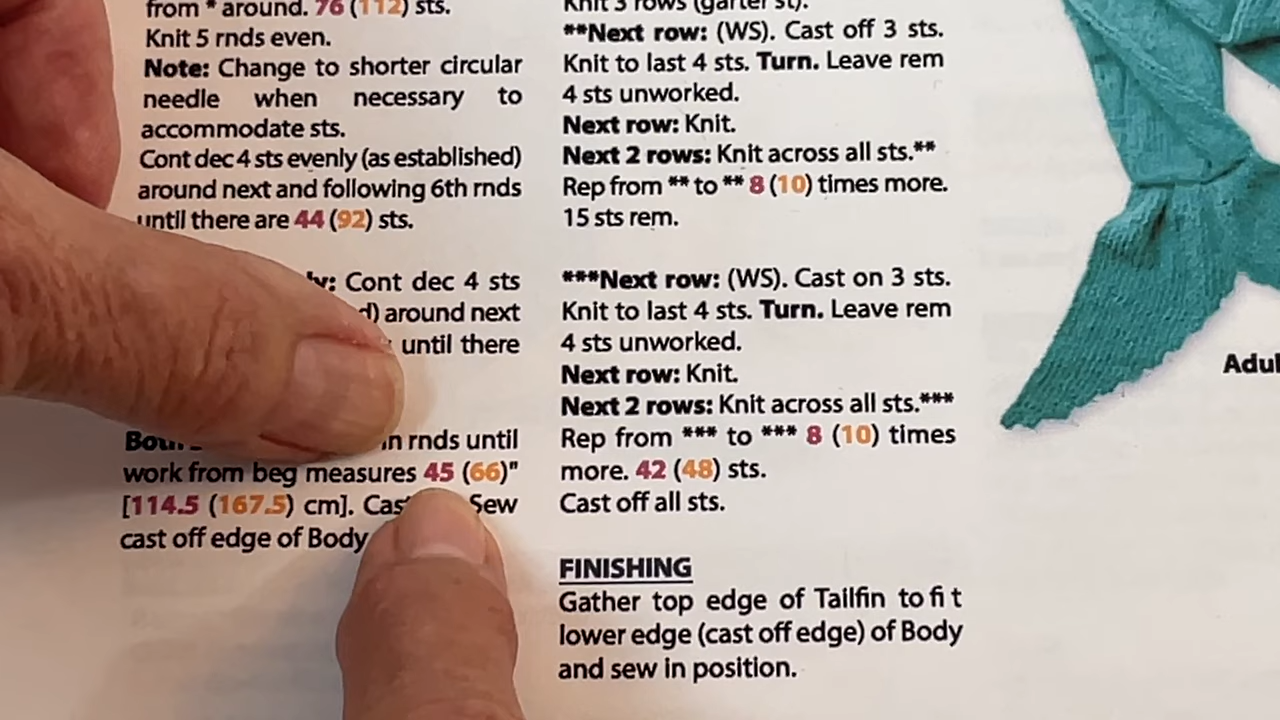 from * around. 76 (112) sts.
Knit 5 rnds even.
Note: Change to shorter circular
needle when necessary to
accommodate sts.
Cont dec 4 sts evenly (as established)
around next and following 6th rnds
until there are 44 (92) sts.
Cont dec 4 sts
around next
until there
in rnds until
work from beg measures 45 (66)"
[114.5 (167.5) cm]. Sew
cast off edge of Body
Knit 3 rows (garter st).
**Next row: (WS). Cast off 3 sts.
Knit to last 4 sts. Turn. Leave rem
4 sts unworked.
Next row: Knit.
Next 2 rows: Knit across all sts.**
Rep from ** to ** 8 (10) times more.
15 sts rem.
***Next row: (WS). Cast on 3 sts.
Knit to last 4 sts. Turn. Leave rem
4 sts unworked.
Next row: Knit.
Next 2 rows: Knit across all sts.***
Rep from *** to *** 8 (10) times
more. 42 (48) sts.
Cast off all sts.
FINISHING
Gather top edge of Tailfin to fit
lower edge (cast off edge) of Body
and sew in position.